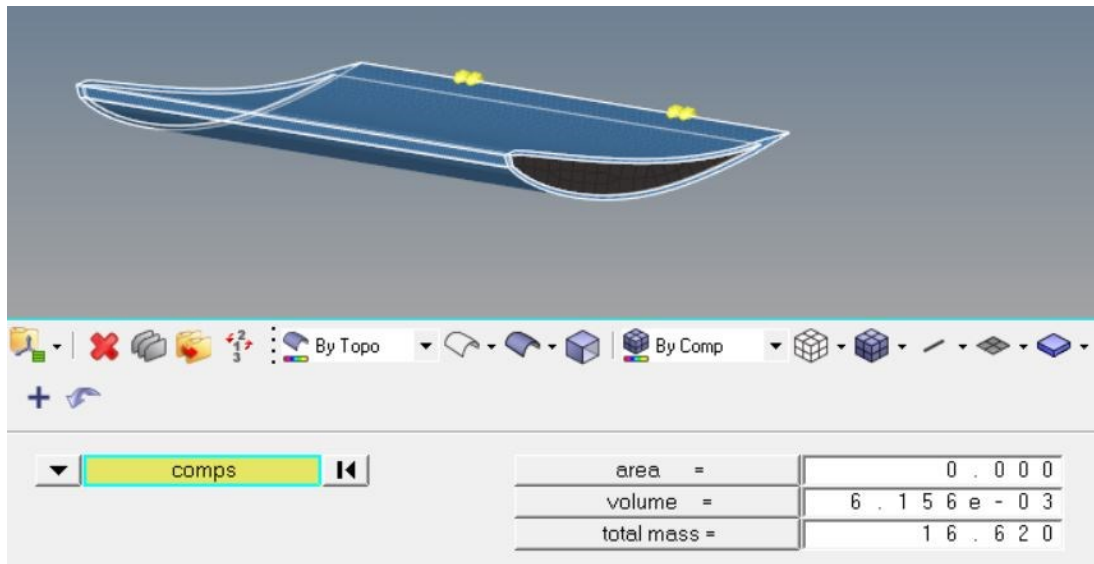 By Topo By Comp
comps area = 0.000
volume = 6.156e-03
total mass = 16.620